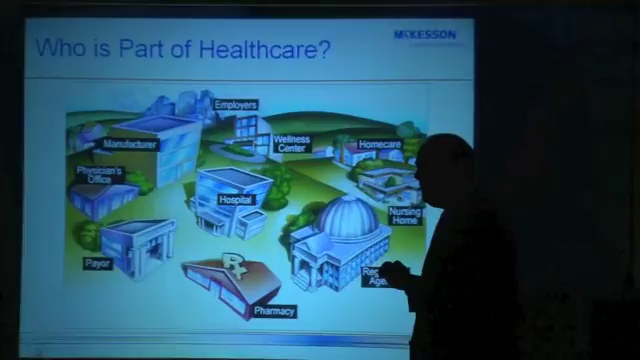 Who is Part of Healthcare?
McKESSON
Employers
Manufacturer
Wellness
Center
Homecare
Physician's
Office
Hospital
Nursing
Home
Payor
Pharmacy